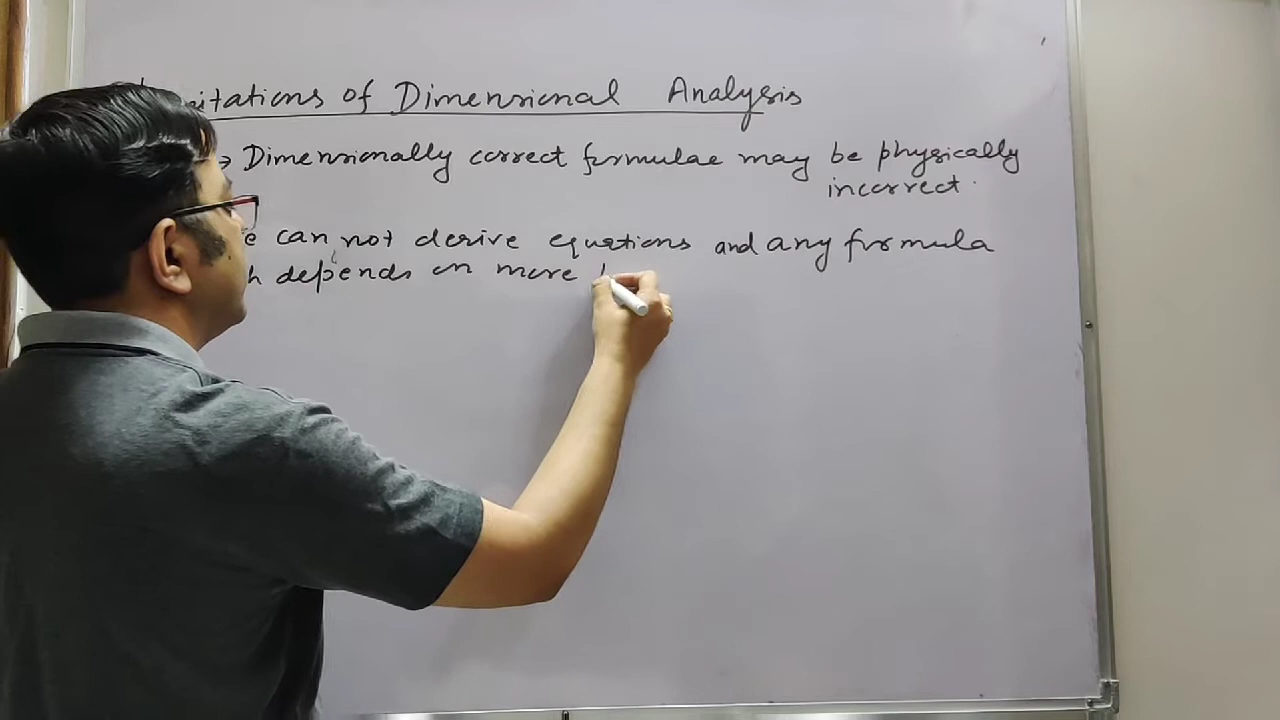 itations of Dimensional Analysis
→ Dimensionally correct formulae may be physically
incorrect.
e can not derive equations and any formula
h depends on more